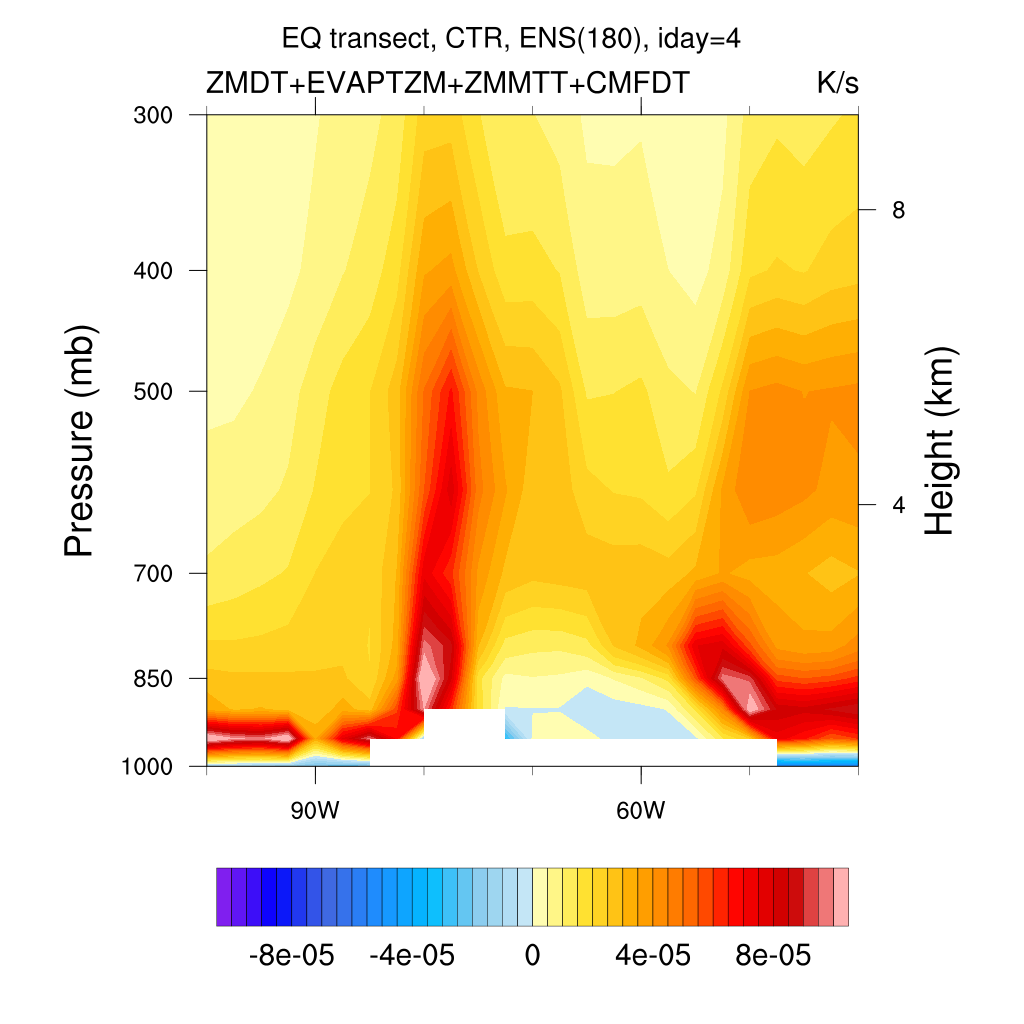 EQ transect, CTR, ENS(180), iday=4
ZMDT+EVAPTZM+ZMMTT+CMFDT K/s
300
400
500
700
850
1000
Pressure (mb)
8
4
Height (km)
90W 60W
-8e-05 -4e-05 0 4e-05 8e-05